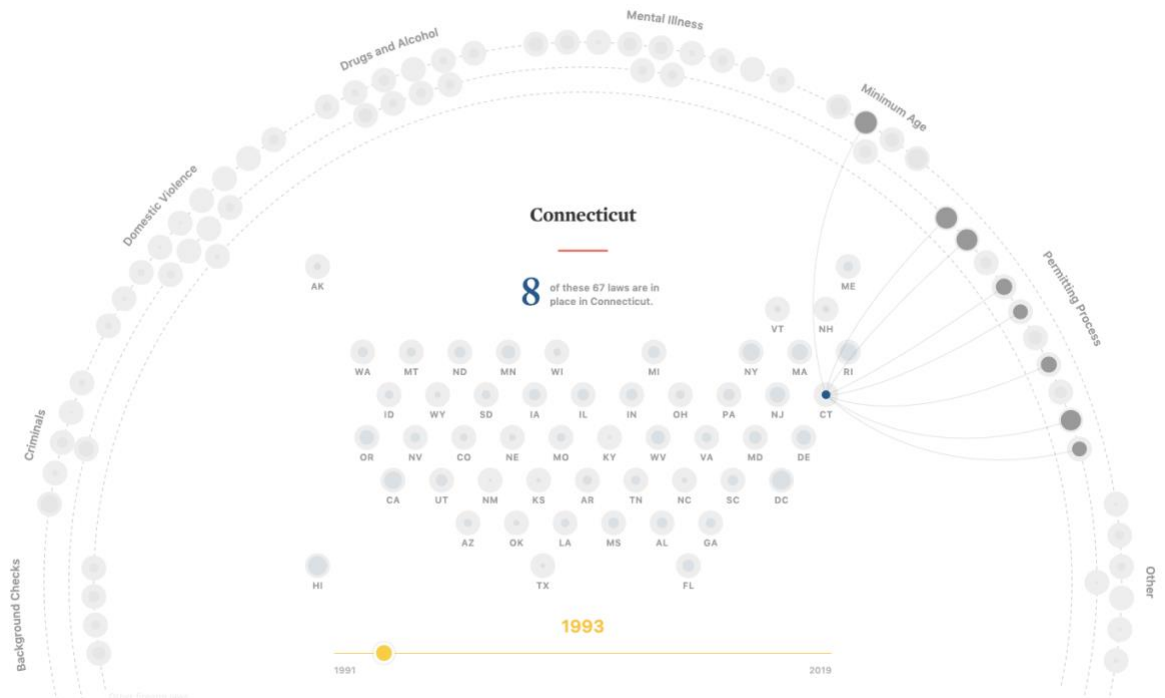 Mental Illness
Drugs and Alcohol
Minimum Age
Domestic Violence
Connecticut
8 of these 67 laws are in
place in Connecticut.
Permitting Process
AK
ME
VT NH
WA MT ND MN WI MI NY MA RI
ID WY SD IA IL IN OH PA NJ CT
Criminals
OR NV CO NE MO KY WV VA MD DE
CA UT NM KS AR TN NC SC DC
AZ OK LA MS AL GA
HI TX FL
Background Checks
Other
1993
1991 2019